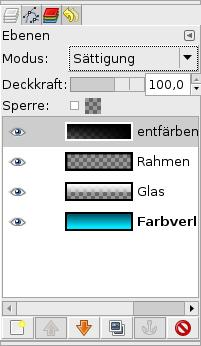 Ebenen
Modus: Sättigung
Deckkraft: 100,0
Sperre:
entfärben
Rahmen
Glas
Farbverl